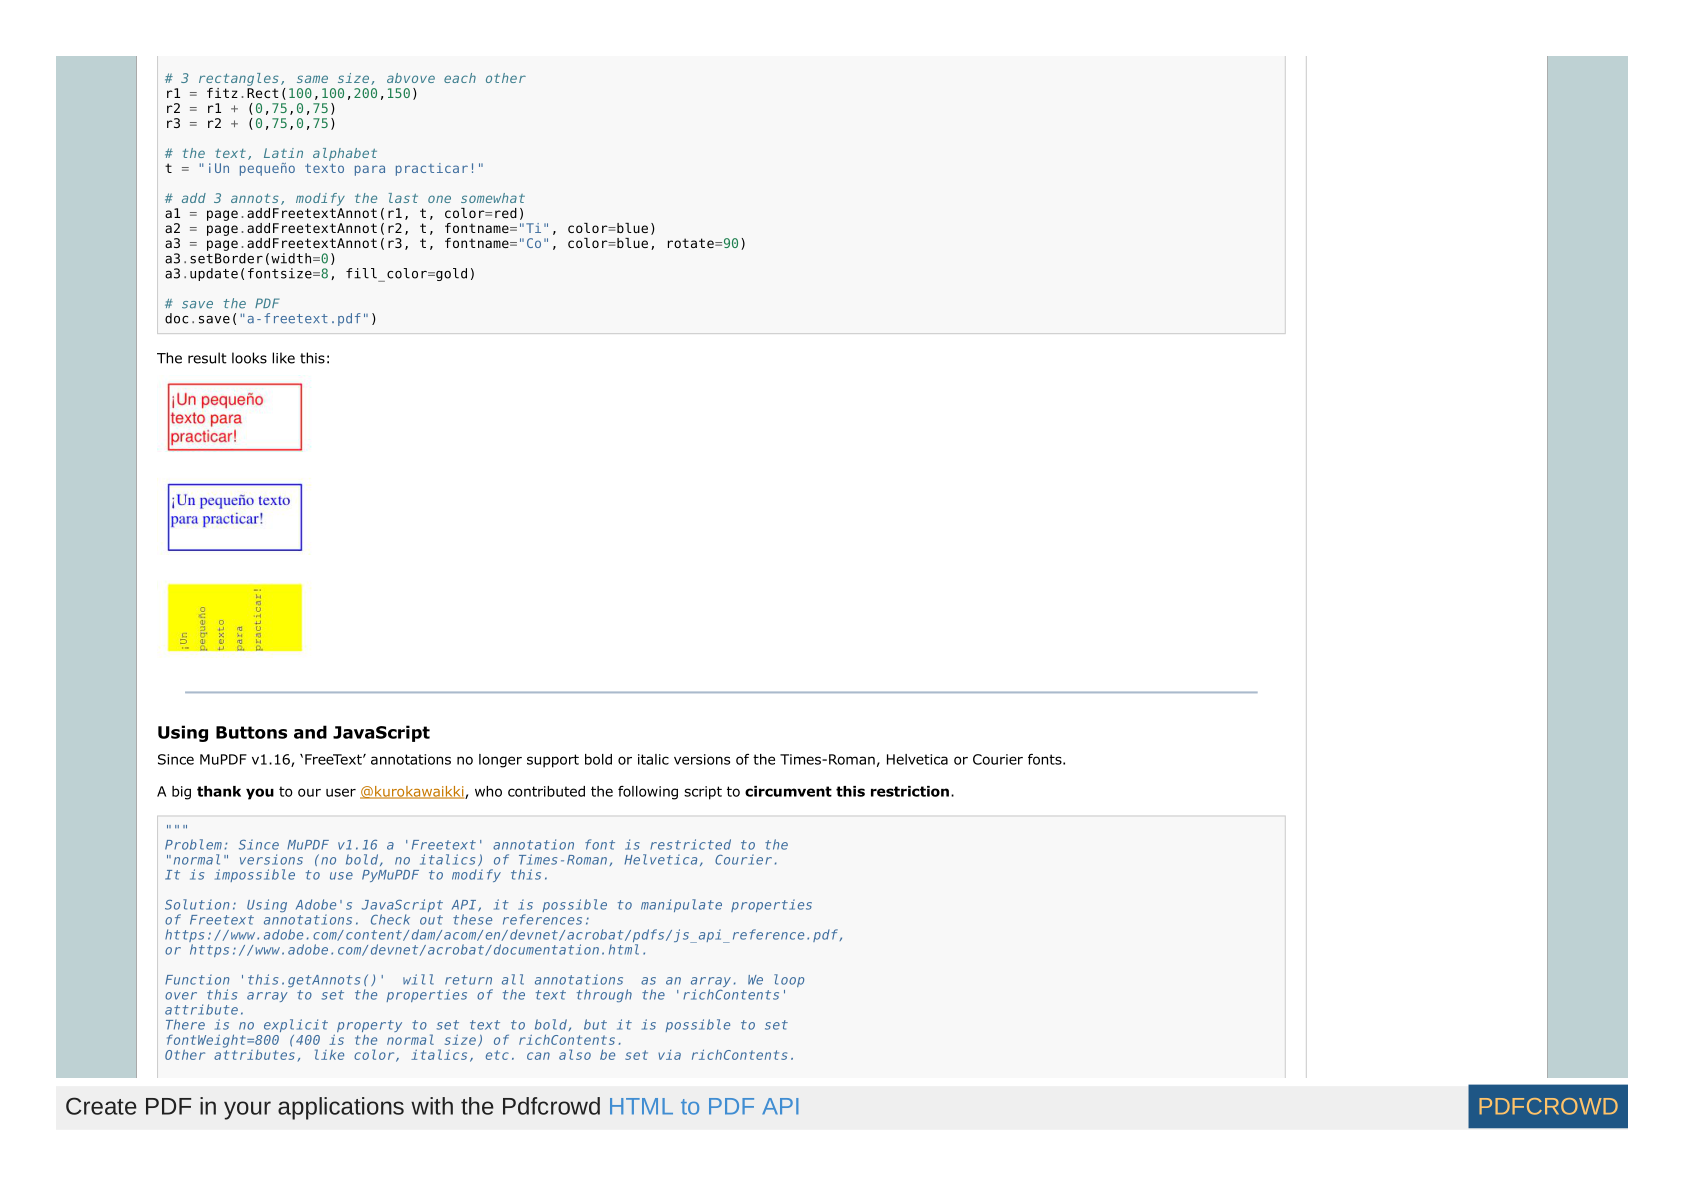 # 3 rectangles, same size, abvove each other
r1 = fitz.Rect(100,100,200,150)
r2 = r1 + (0,75,0,75)
r3 = r2 + (0,75,0,75)
# the text, Latin alphabet
t = "¡Un pequeño texto para practicar!"
# add 3 annots, modify the last one somewhat
a1 = page.addFreetextAnnot(r1, t, color=red)
a2 = page.addFreetextAnnot(r2, t, fontname="Ti", color=blue)
a3 = page.addFreetextAnnot(r3, t, fontname="Co", color=blue, rotate=90)
a3.setBorder(width=0)
a3.update(fontsize=8, fill_color=gold)
# save the PDF
doc.save("a-freetext.pdf")
The result looks like this:
¡Un pequeño
texto para
practicar!
¡Un pequeño texto
para practicar!
¡Un
pequeño
texto
para
practicar!
Using Buttons and JavaScript
Since MuPDF v1.16, ‘FreeText’ annotations no longer support bold or italic versions of the Times-Roman, Helvetica or Courier fonts.
A big thank you to our user @kurokawaikki, who contributed the following script to circumvent this restriction.
"""
Problem: Since MuPDF v1.16 a 'Freetext' annotation font is restricted to the
"normal" versions (no bold, no italics) of Times-Roman, Helvetica, Courier.
It is impossible to use PyMuPDF to modify this.
Solution: Using Adobe's JavaScript API, it is possible to manipulate properties
of Freetext annotations. Check out these references:
https://www.adobe.com/content/dam/acom/en/devnet/acrobat/pdfs/js_api_reference.pdf,
or https://www.adobe.com/devnet/acrobat/documentation.html.
Function 'this.getAnnots()'  will return all annotations  as an array. We loop
over this array to set the properties of the text through the 'richContents'
attribute.
There is no explicit property to set text to bold, but it is possible to set
fontWeight=800 (400 is the normal size) of richContents.
Other attributes, like color, italics, etc. can also be set via richContents.
Create PDF in your applications with the Pdfcrowd HTML to PDF API
PDFCROWD